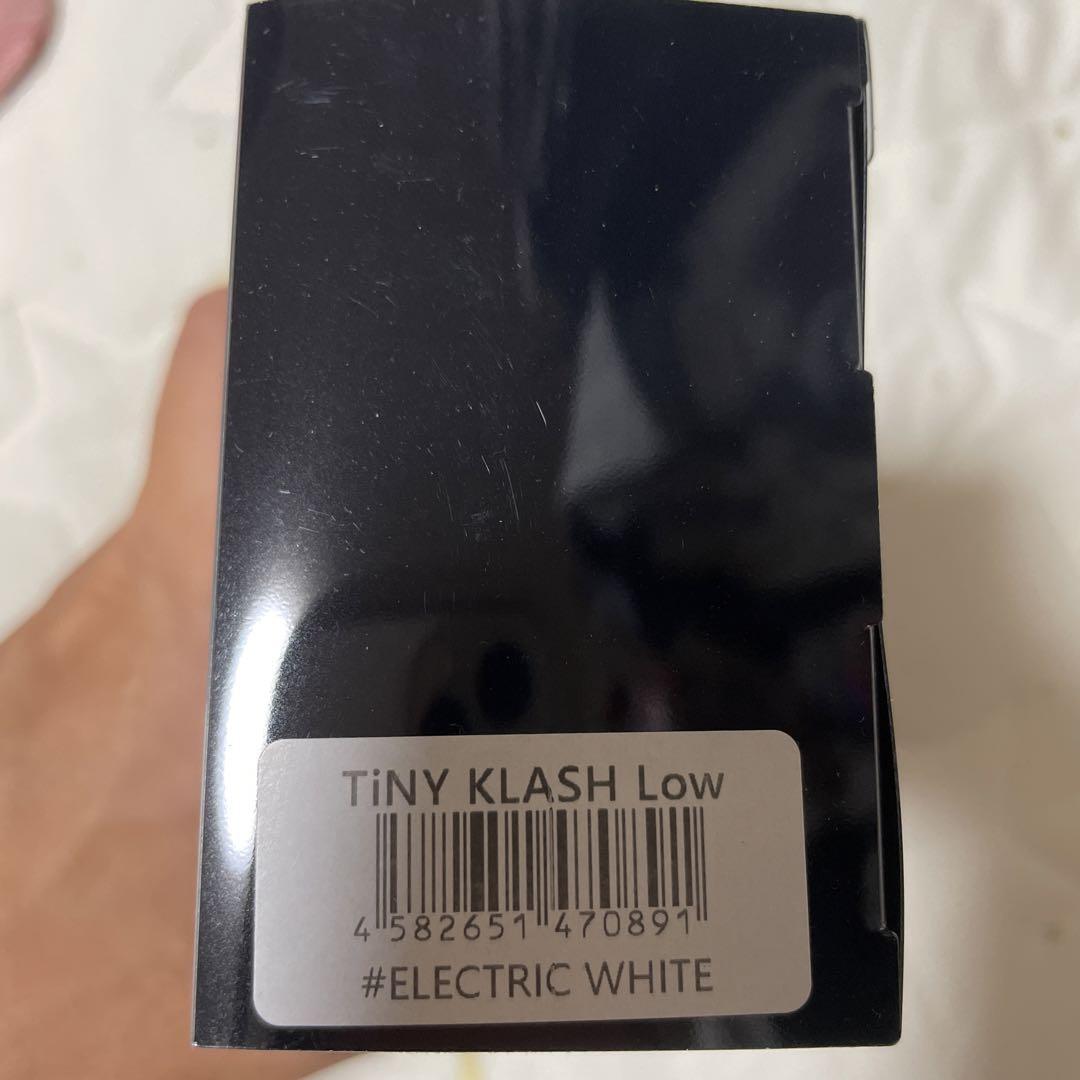 TiNY KLASH Low
4 582651 470891
#ELECTRIC WHITE